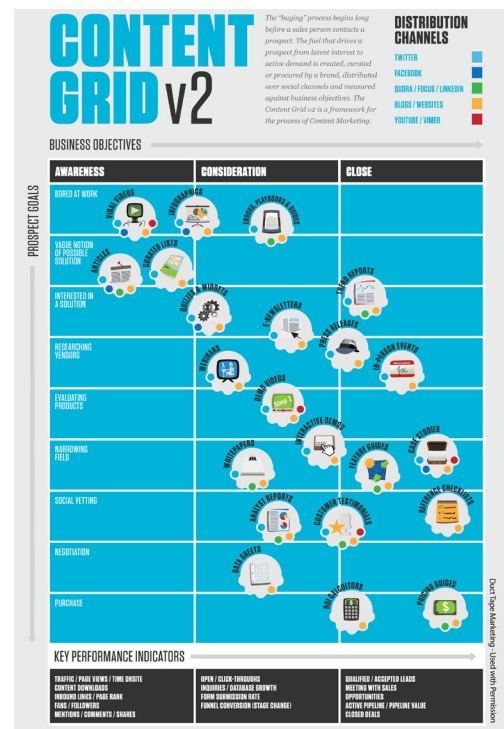 CONTENT
GRID v2
The "buying" process begins long
before a sales person contacts a
prospect. The fuel that drives a
prospect from latent interest to
active demand is created, curated
or procured by a brand, distributed
over social channels and measured
against business objectives. The
Content Grid v2 is a framework for
the process of Content Marketing.
DISTRIBUTION
CHANNELS
TWITTER
FACEBOOK
QUORA / FOCUS / LINKEDIN
BLOGS / WEBSITES
YOUTUBE / VIMEO
BUSINESS OBJECTIVES
PROSPECT GOALS
AWARENESS
CONSIDERATION
CLOSE
BORED AT WORK
VIRAL VIDEOS
INFOGRAPHICS
EBOOKS, PLAYBOOKS & GUIDES
VAGUE NOTION
OF POSSIBLE
SOLUTION
ARTICLES
CURATED LISTS
TREND REPORTS
INTERESTED IN
A SOLUTION
QUIZZES & WIDGETS
E-NEWSLETTERS
PRESS RELEASES
RESEARCHING
VENDORS
WEBINARS
IN-PERSON EVENTS
EVALUATING
PRODUCTS
DEMO VIDEOS
Step 1
INTERACTIVE DEMOS
NARROWING
FIELD
WHITEPAPERS
FEATURE GUIDES
CASE STUDIES
SOCIAL VETTING
ANALYST REPORTS
CUSTOMER TESTIMONIALS
REFERENCE CHECKLISTS
NEGOTIATION
DATA SHEETS
PURCHASE
ROI CALCULATORS
PRICING GUIDES
$
KEY PERFORMANCE INDICATORS
TRAFFIC / PAGE VIEWS / TIME ONSITE
CONTENT DOWNLOADS
INBOUND LINKS / PAGE RANK
FANS / FOLLOWERS
MENTIONS / COMMENTS / SHARES
OPEN / CLICK-THROUGHS
INQUIRIES / DATABASE GROWTH
FORM SUBMISSION RATE
FUNNEL CONVERSION (STAGE CHANGE)
QUALIFIED / ACCEPTED LEADS
MEETING WITH SALES
OPPORTUNITIES
ACTIVE PIPELINE / PIPELINE VALUE
CLOSED DEALS
Duct Tape Marketing - Used with Permission